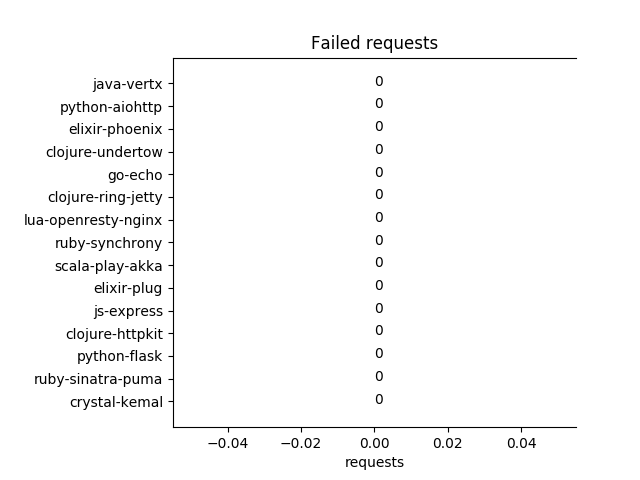 Failed requests
java-vertx 0
python-aiohttp 0
elixir-phoenix 0
clojure-undertow 0
go-echo 0
clojure-ring-jetty 0
lua-openresty-nginx 0
ruby-synchrony 0
scala-play-akka 0
elixir-plug 0
js-express 0
clojure-httpkit 0
python-flask 0
ruby-sinatra-puma 0
crystal-kemal 0
−0.04 −0.02 0.00 0.02 0.04
requests